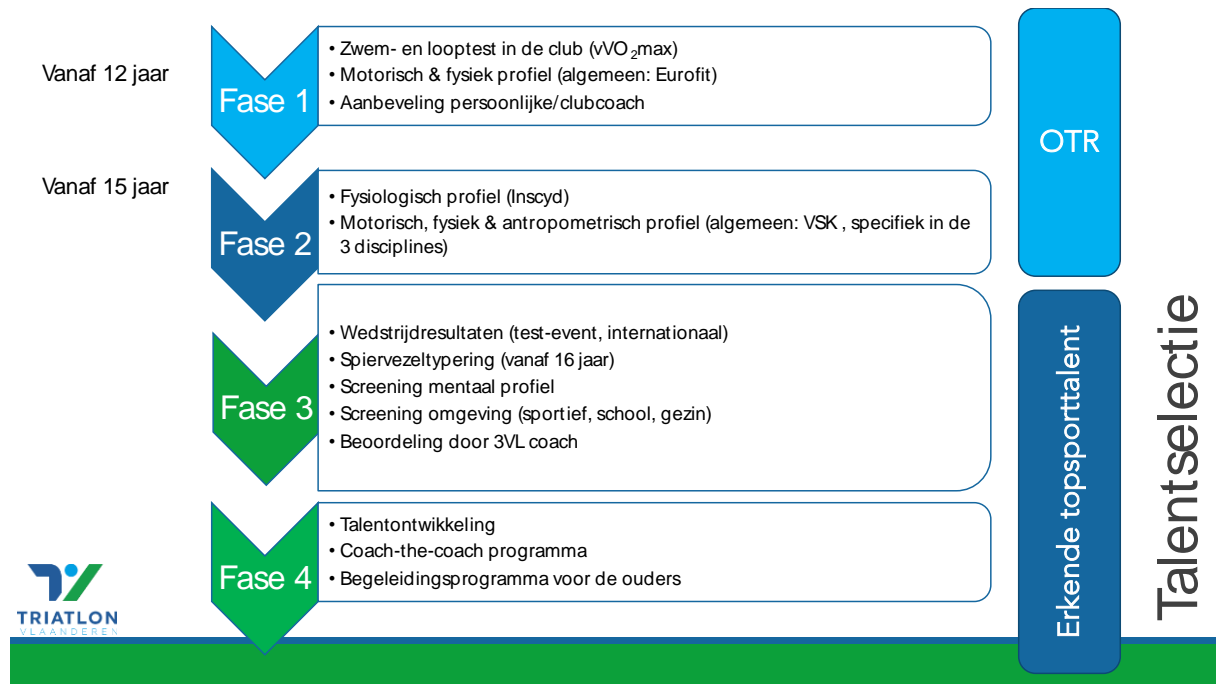 Vanaf 12 jaar
Fase 1
• Zwem- en looptest in de club (vVO₂max)
• Motorisch & fysiek profiel (algemeen: Eurofit)
• Aanbeveling persoonlijke/clubcoach
OTR
Vanaf 15 jaar
Fase 2
• Fysiologisch profiel (Inscyd)
• Motorisch, fysiek & antropometrisch profiel (algemeen: VSK , specifiek in de
3 disciplines)
Fase 3
• Wedstrijdresultaten (test-event, internationaal)
• Spiervezeltypering (vanaf 16 jaar)
• Screening mentaal profiel
• Screening omgeving (sportief, school, gezin)
• Beoordeling door 3VL coach
Erkende topsporttalent
Talentselectie
Fase 4
• Talentontwikkeling
• Coach-the-coach programma
• Begeleidingsprogramma voor de ouders
TRIATLON
VLAANDEREN